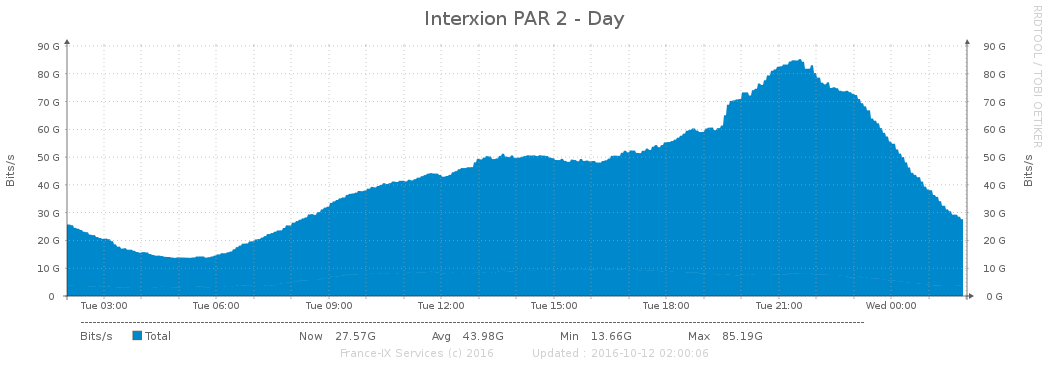 Interxion PAR 2 - Day
RRDTOOL / TOBI OETIKER
Bits/s
90 G 90 G
80 G 80 G
70 G 70 G
60 G 60 G
50 G 50 G
40 G 40 G
30 G 30 G
20 G 20 G
10 G 10 G
0 0 G
Bits/s
Tue 03:00 Tue 06:00 Tue 09:00 Tue 12:00 Tue 15:00 Tue 18:00 Tue 21:00 Wed 00:00
Bits/s Total Now 27.57G Avg 43.98G Min 13.66G Max 85.19G
France-IX Services (c) 2016 Updated : 2016-10-12 02:00:06